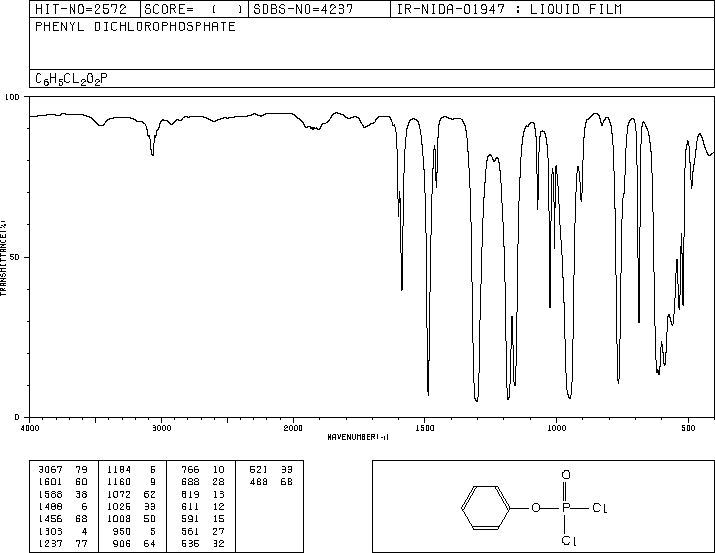 HIT-NO=2572 SCORE= ( ) SDBS-NO=4237 IR-NIDA-01947 : LIQUID FILM
PHENYL DICHLOROPHOSPHATE
C6H5CL2O2P
100
50
0
TRANSMITTANCE(%)
4000 3000 2000 1500 1000 500
WAVENUMBER(-1)
3067 79 1184 5 766 10 521 33
1601 60 1160 9 688 28 488 68
1588 38 1072 62 619 13
1488 6 1025 33 611 12
1456 68 1008 50 591 15
1303 4 950 5 561 27
1237 77 906 64 535 32
O
O P Cl
Cl